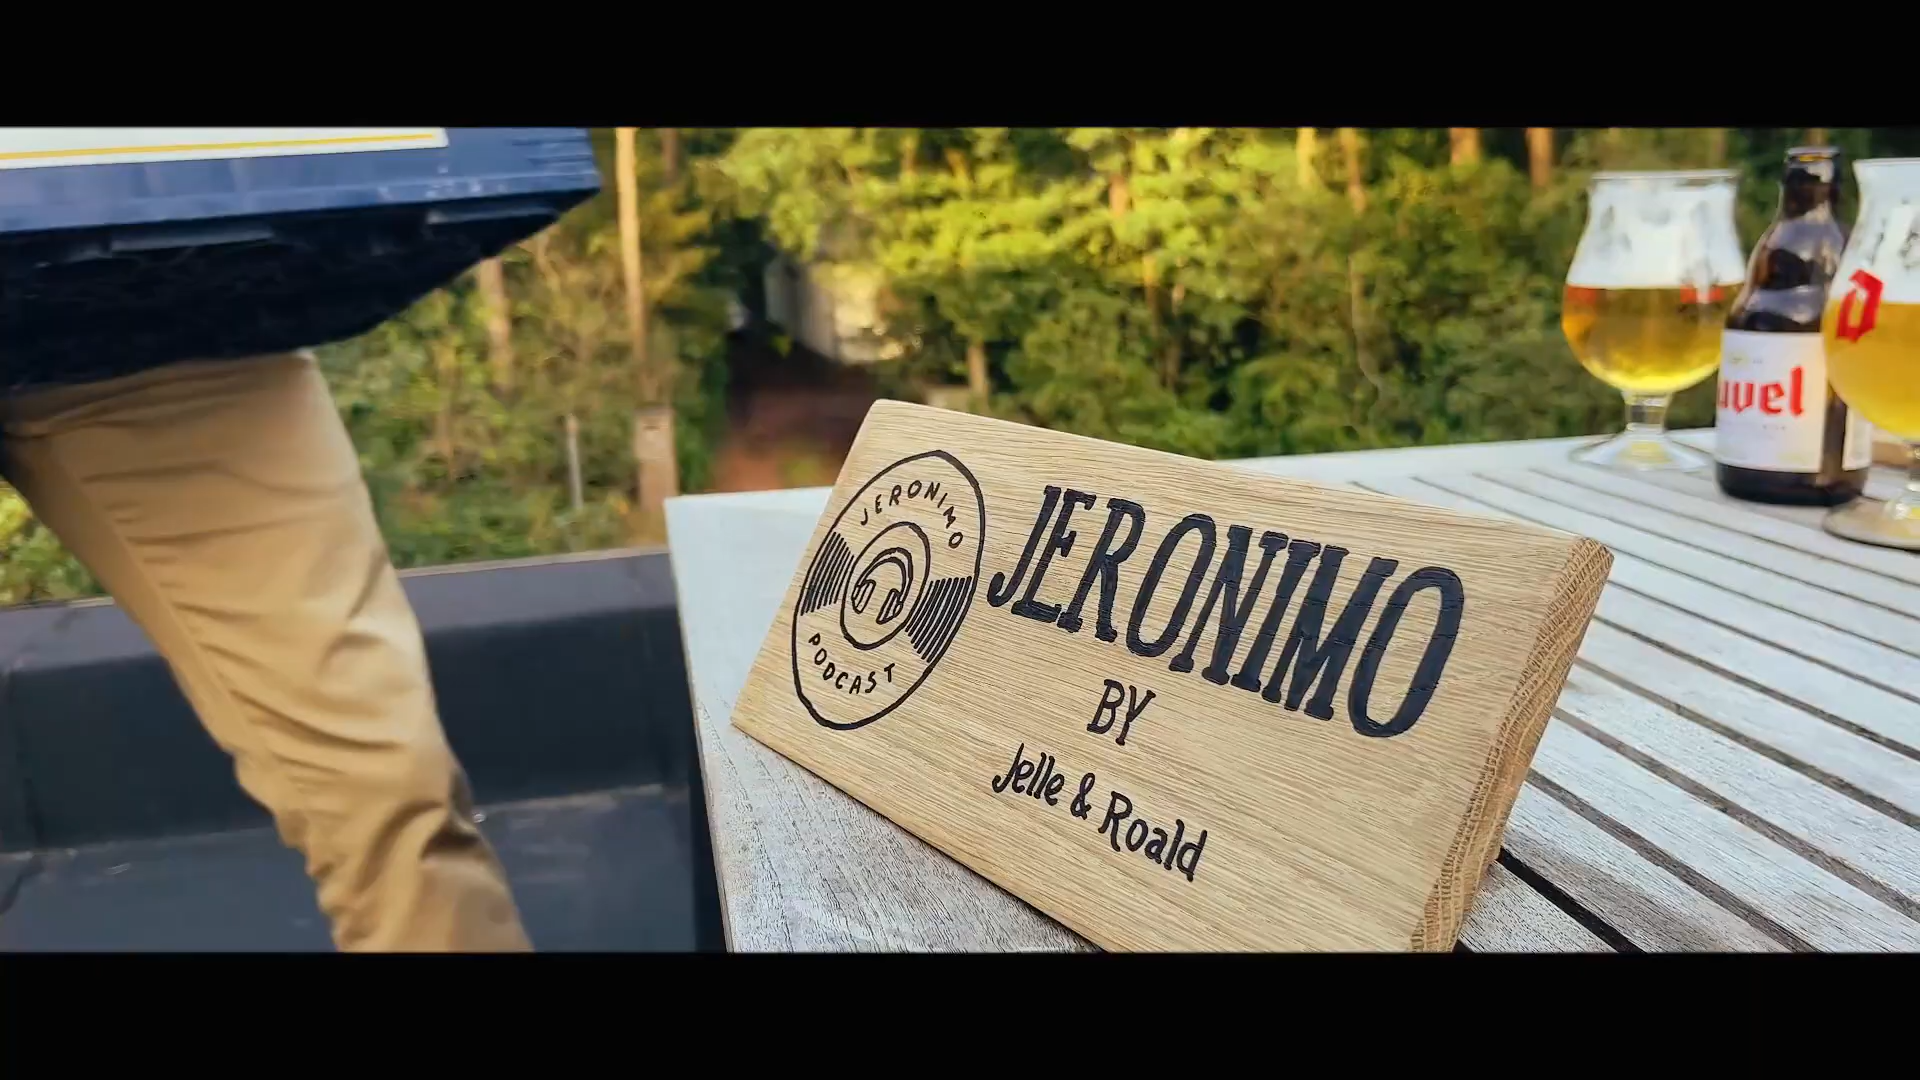 JERONIMO
PODCAST
JERONIMO
BY
Jelle & Roald
uvel